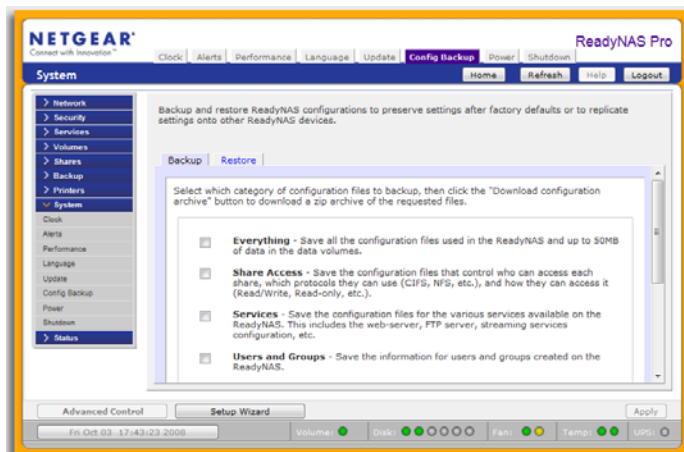 NETGEAR®
Connect with Innovation™
ReadyNAS Pro
Clock Alerts Performance Language Update Config Backup Power Shutdown
System
Home Refresh Help Logout
> Network
> Security
> Services
> Volumes
> Shares
> Backup
> Printers
System
Clock
Alerts
Performance
Language
Update
Config Backup
Power
Shutdown
> Status
Backup and restore ReadyNAS configurations to preserve settings after factory defaults or to replicate
settings onto other ReadyNAS devices.
Backup Restore
Select which category of configuration files to backup, then click the "Download configuration
archive" button to download a zip archive of the requested files.
Everything - Save all the configuration files used in the ReadyNAS and up to 50MB
of data in the data volumes.
Share Access - Save the configuration files that control who can access each
share, which protocols they can use (CIFS, NFS, etc.), and how they can access it
(Read/Write, Read-only, etc.).
Services - Save the configuration files for the various services available on the
ReadyNAS. This includes the web-server, FTP server, streaming services
configuration, etc.
Users and Groups - Save the information for users and groups created on the
ReadyNAS.
Advanced Control Setup Wizard Apply
Fri Oct 03 17:43:23 2008 Volume: Disk: Fan: Temp: UPS: